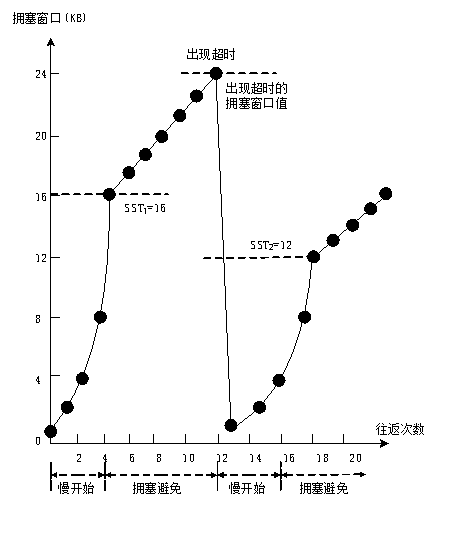 拥塞窗口(KB)
出现超时
24
出现超时的
拥塞窗口值
20
16
SST₁=16
SST₂=12
12
8
4
0
往返次数
2 4 6 8 10 12 14 16 18 20
慢开始 拥塞避免 慢开始 拥塞避免